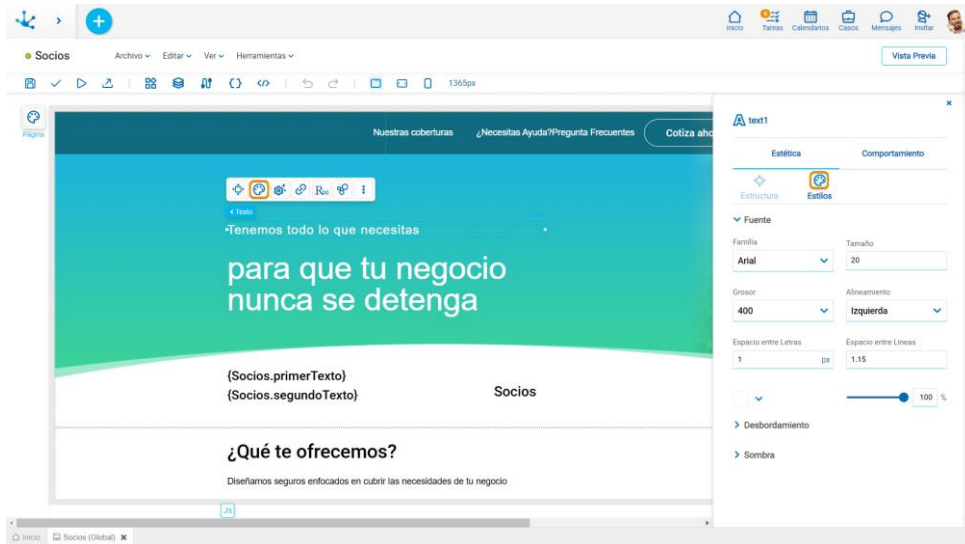 6
Inicio Tareas Calendarios Casos Mensajes Invitar
Socios Archivo Editar Ver Herramientas Vista Previa
1365px
Página
Nuestras coberturas ¿Necesitas Ayuda?Pregunta Frecuentes Cotiza aho
Texto
Tenemos todo lo que necesitas
para que tu negocio
nunca se detenga
{Socios.primerTexto}
{Socios.segundoTexto}
Socios
¿Qué te ofrecemos?
Diseñamos seguros enfocados en cubrir las necesidades de tu negocio
Js
text1
Estética Comportamiento
Estructura Estilos
Fuente
Familia Tamaño
Arial 20
Grosor Alineamiento
400 Izquierda
Espacio entre Letras Espacio entre Lineas
1 px 1.15
100 %
Desbordamiento
Sombra
Inicio Socios (Global)